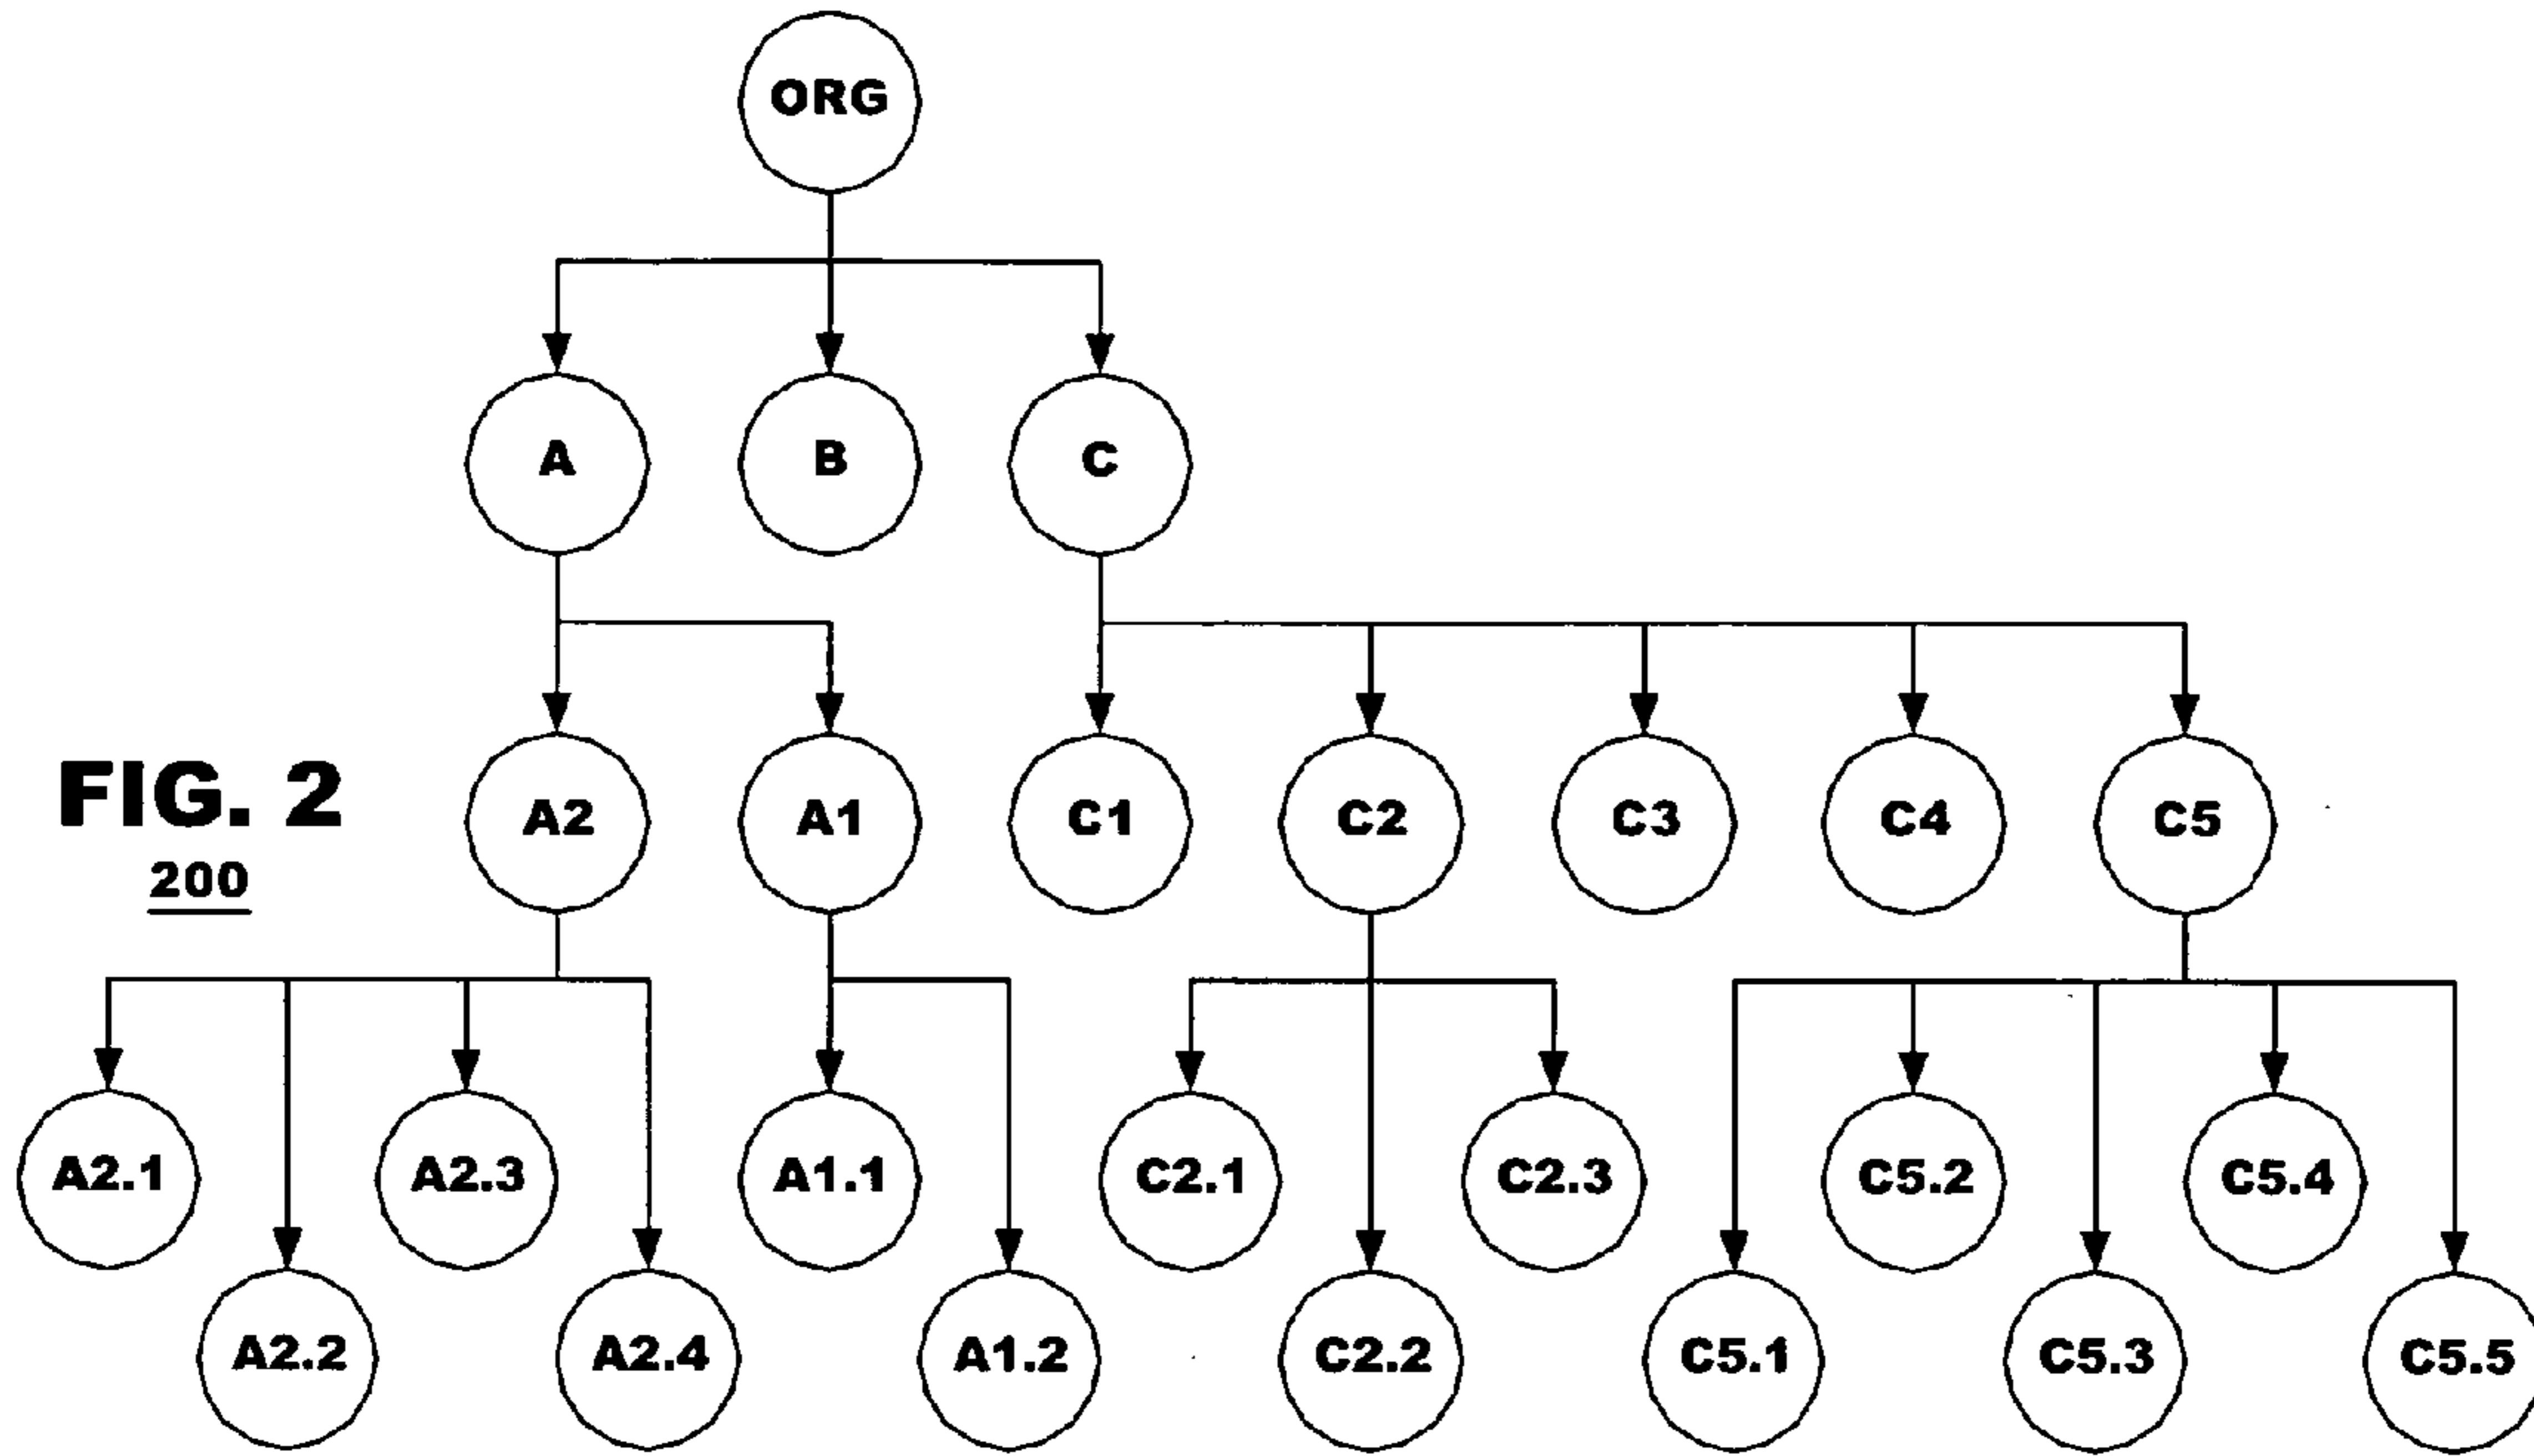 ORG
A B C
FIG. 2
200
A2 A1 C1 C2 C3 C4 C5
A2.1 A2.3 A1.1 C2.1 C2.3 C5.2 C5.4
A2.2 A2.4 A1.2 C2.2 C5.1 C5.3 C5.5